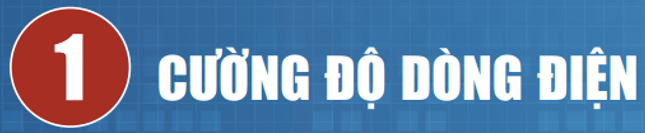 1
CƯỜNG ĐỘ DÒNG ĐIỆN